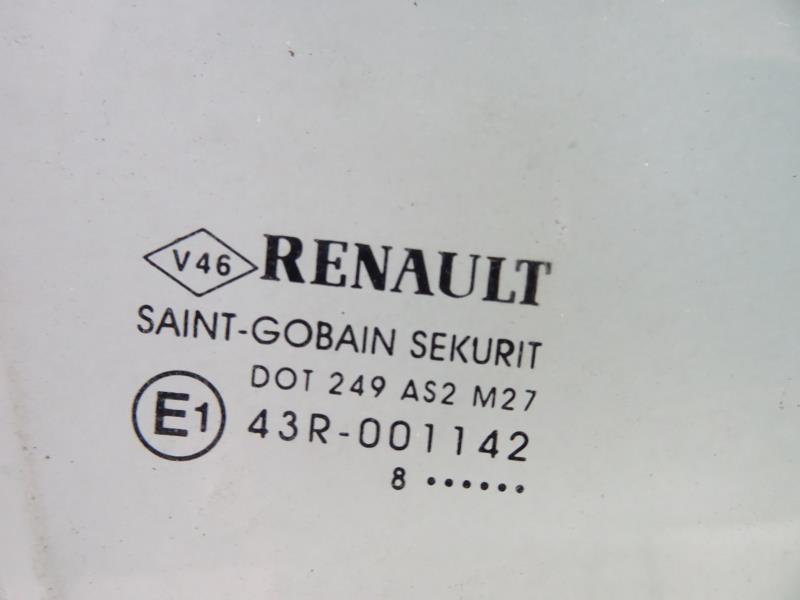 V46 RENAULT
SAINT-GOBAIN SEKURIT
DOT 249 AS2 M27
E1 43R-001142
8 ••••••